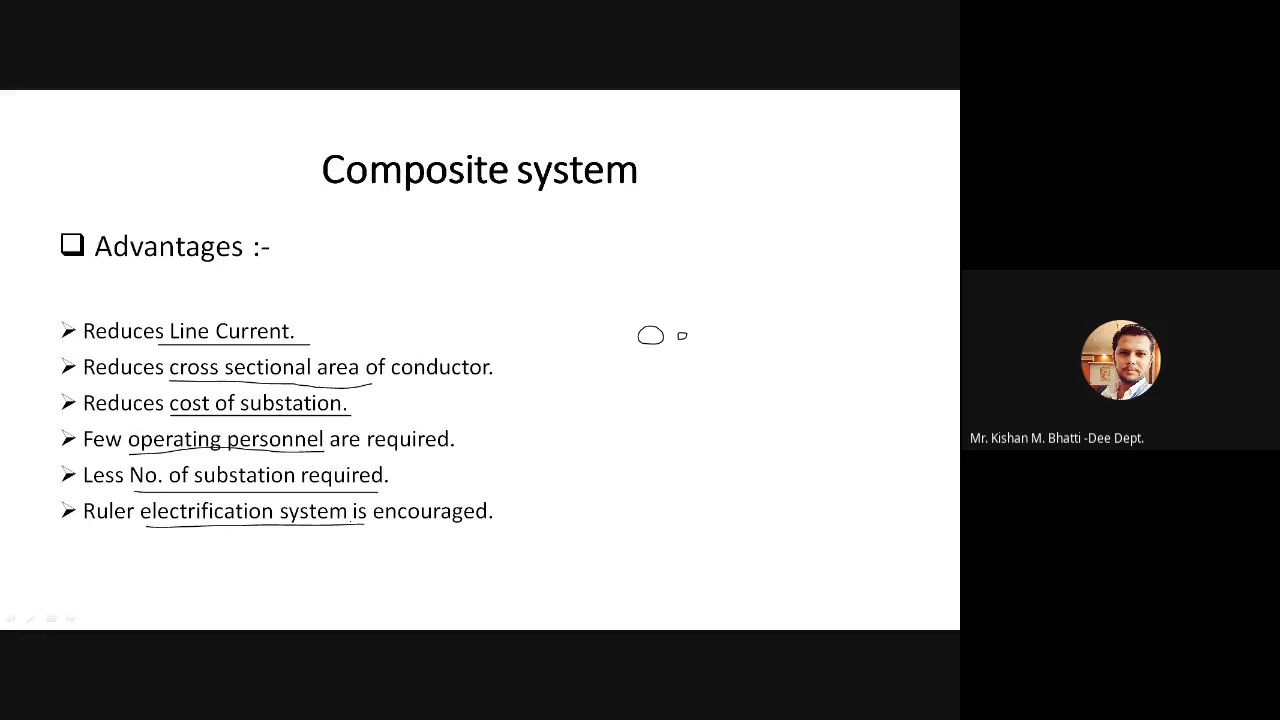 Composite system
❑ Advantages :-
➢ Reduces Line Current.
➢ Reduces cross sectional area of conductor.
➢ Reduces cost of substation.
➢ Few operating personnel are required.
➢ Less No. of substation required.
➢ Ruler electrification system is encouraged.
Mr. Kishan M. Bhatti -Dee Dept.